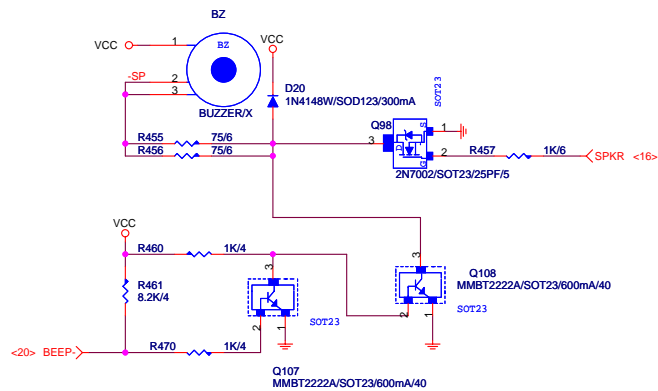 BZ
VCC
1
BZ
VCC
-SP
2
3
D20
1N4148W/SOD123/300mA
BUZZER/X
SOT23
Q98
S
1
R455
75/6
3
D
R456
75/6
G
2
R457
1K/6
SPKR
<16>
2N7002/SOT23/25PF/5
VCC
R460
1K/4
3
3
Q108
MMBT2222A/SOT23/600mA/40
R461
8.2K/4
SOT23
2
1
SOT23
2
1
<20>
BEEP-
R470
1K/4
Q107
MMBT2222A/SOT23/600mA/40